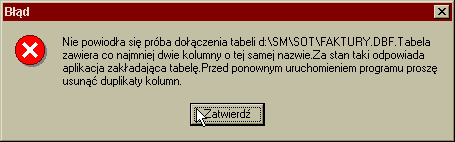 Błąd
Nie powiodła się próba dołączenia tabeli d:\SM\SOT\FAKTURY.DBF.Tabela
zawiera co najmniej dwie kolumny o tej samej nazwie.Za stan taki odpowiada
aplikacja zakładająca tabelę.Przed ponownym uruchomieniem programu proszę
usunąć duplikaty kolumn.
Zatwierdź